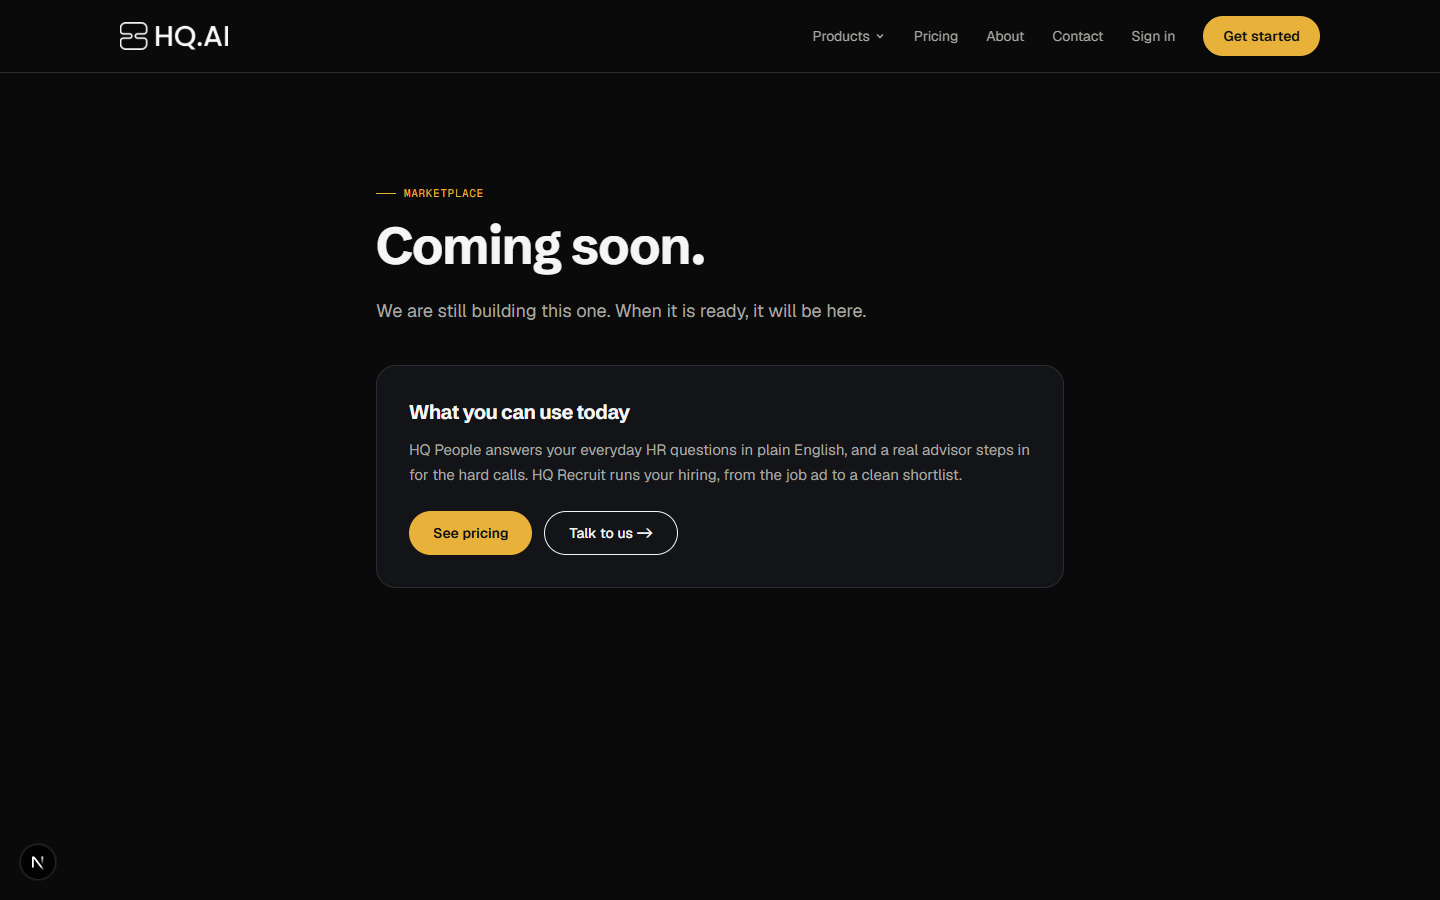 HQ.AI
Products
Pricing
About
Contact
Sign in
Get started
MARKETPLACE
Coming soon.
We are still building this one. When it is ready, it will be here.
What you can use today
HQ People answers your everyday HR questions in plain English, and a real advisor steps in
for the hard calls. HQ Recruit runs your hiring, from the job ad to a clean shortlist.
See pricing
Talk to us →
N